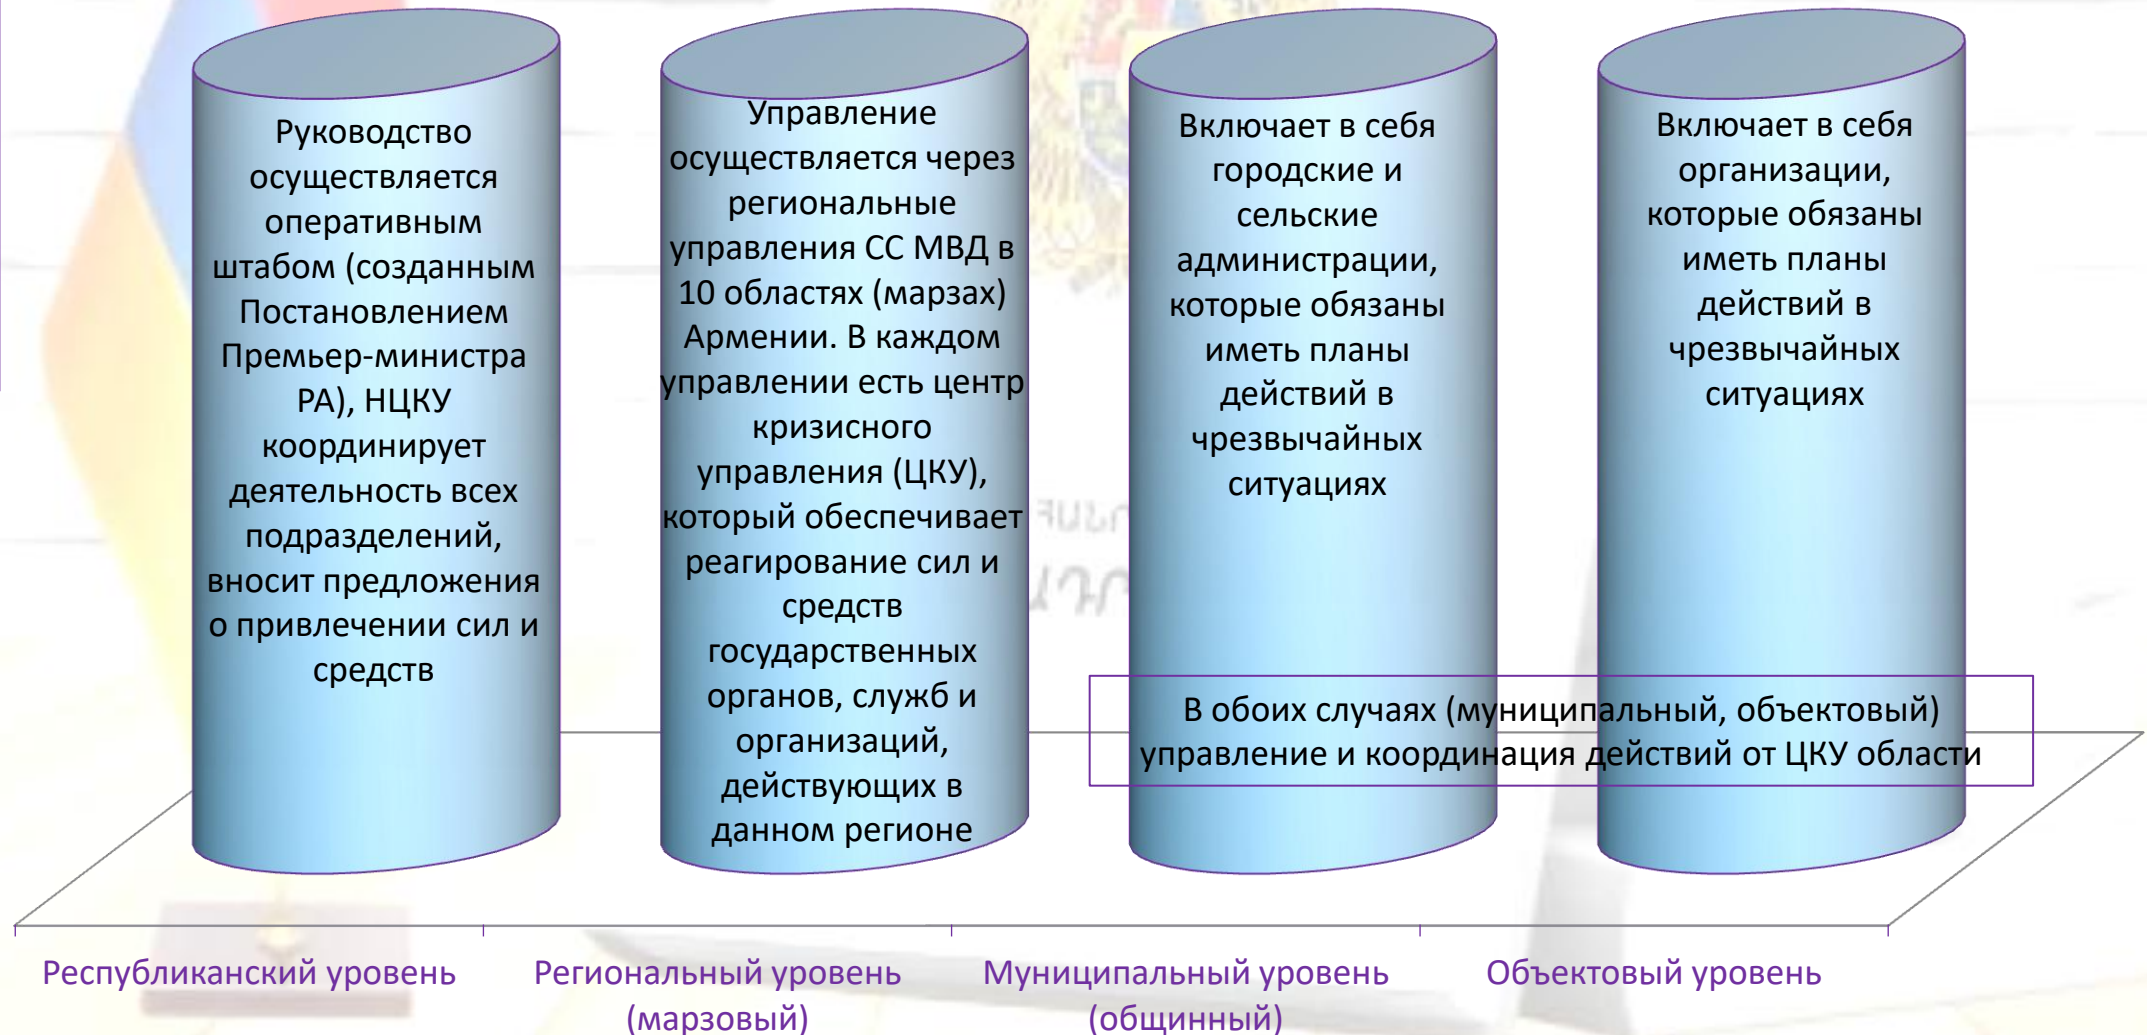 Руководство
осуществляется
оперативным
штабом (созданным
Постановлением
Премьер-министра
РА), НЦКУ
координирует
деятельность всех
подразделений,
вносит предложения
о привлечении сил и
средств
Управление
осуществляется через
региональные
управления СС МВД в
10 областях (марзах)
Армении. В каждом
управлении есть центр
кризисного
управления (ЦКУ),
который обеспечивает
реагирование сил и
средств
государственных
органов, служб и
организаций,
действующих в
данном регионе
Включает в себя
городские и
сельские
администрации,
которые обязаны
иметь планы
действий в
чрезвычайных
ситуациях
Включает в себя
организации,
которые обязаны
иметь планы
действий в
чрезвычайных
ситуациях
В обоих случаях (муниципальный, объектовый)
управление и координация действий от ЦКУ области
Республиканский уровень
Региональный уровень
(марзовый)
Муниципальный уровень
(общинный)
Объектовый уровень